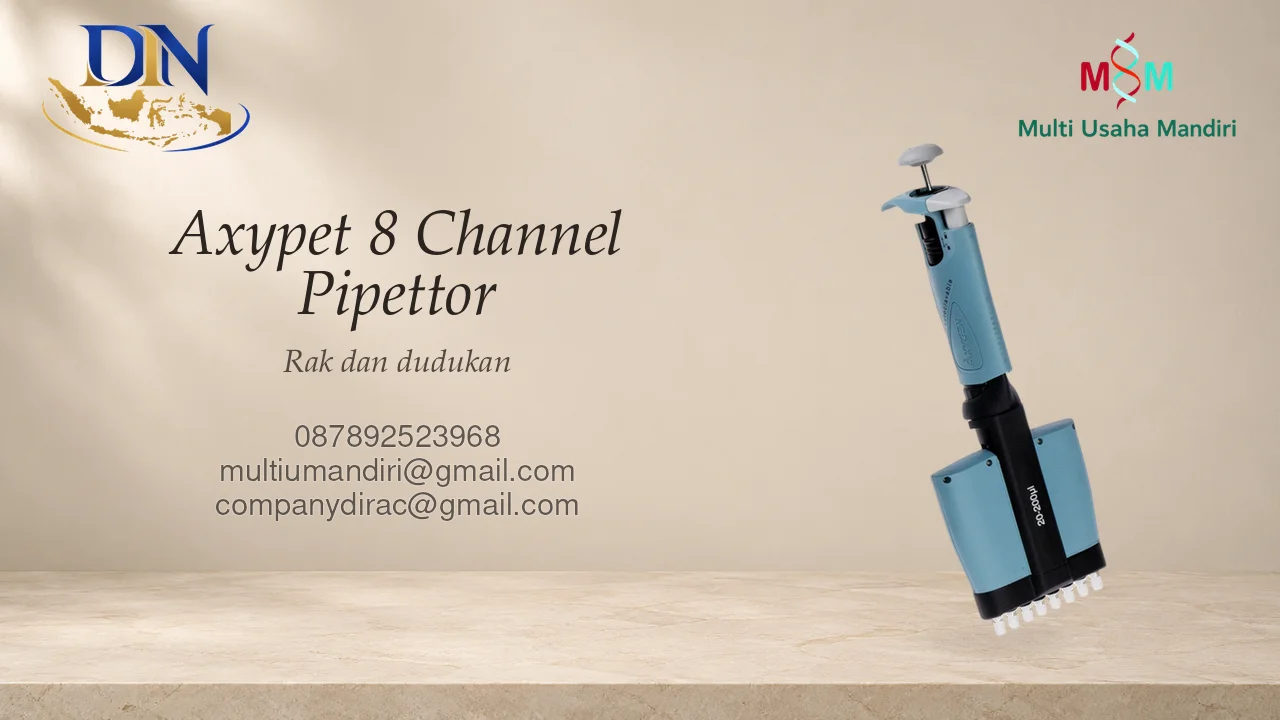 DN
M M
Multi Usaha Mandiri
Axypet 8 Channel
Pipettor
Rak dan dudukan
087892523968
multiumandiri@gmail.com
companydirac@gmail.com
20-200µl